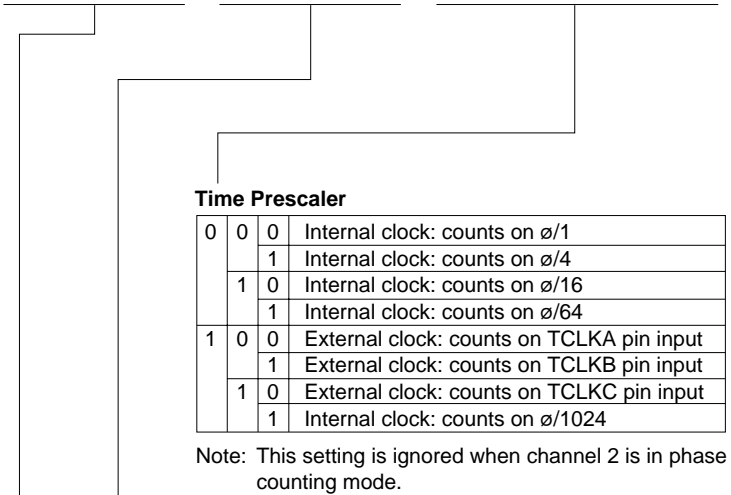 Time Prescaler
0 0 0 Internal clock: counts on ø/1
1 Internal clock: counts on ø/4
1 0 Internal clock: counts on ø/16
1 Internal clock: counts on ø/64
1 0 0 External clock: counts on TCLKA pin input
1 External clock: counts on TCLKB pin input
1 0 External clock: counts on TCLKC pin input
1 Internal clock: counts on ø/1024
Note: This setting is ignored when channel 2 is in phase
counting mode.